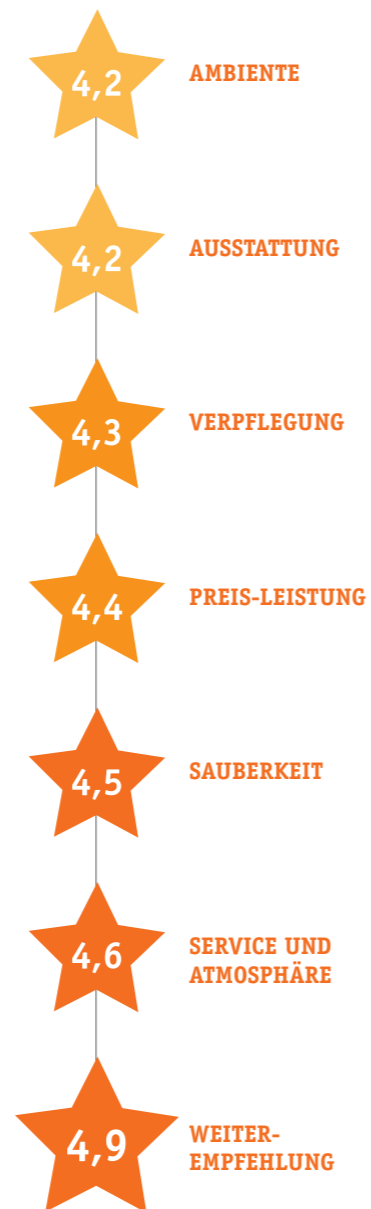 4,2
AMBIENTE
4,2
AUSSTATTUNG
4,3
VERPFLEGUNG
4,4
PREIS-LEISTUNG
4,5
SAUBERKEIT
4,6
SERVICE UND
ATMOSPHÄRE
4,9
WEITER-
EMPFEHLUNG